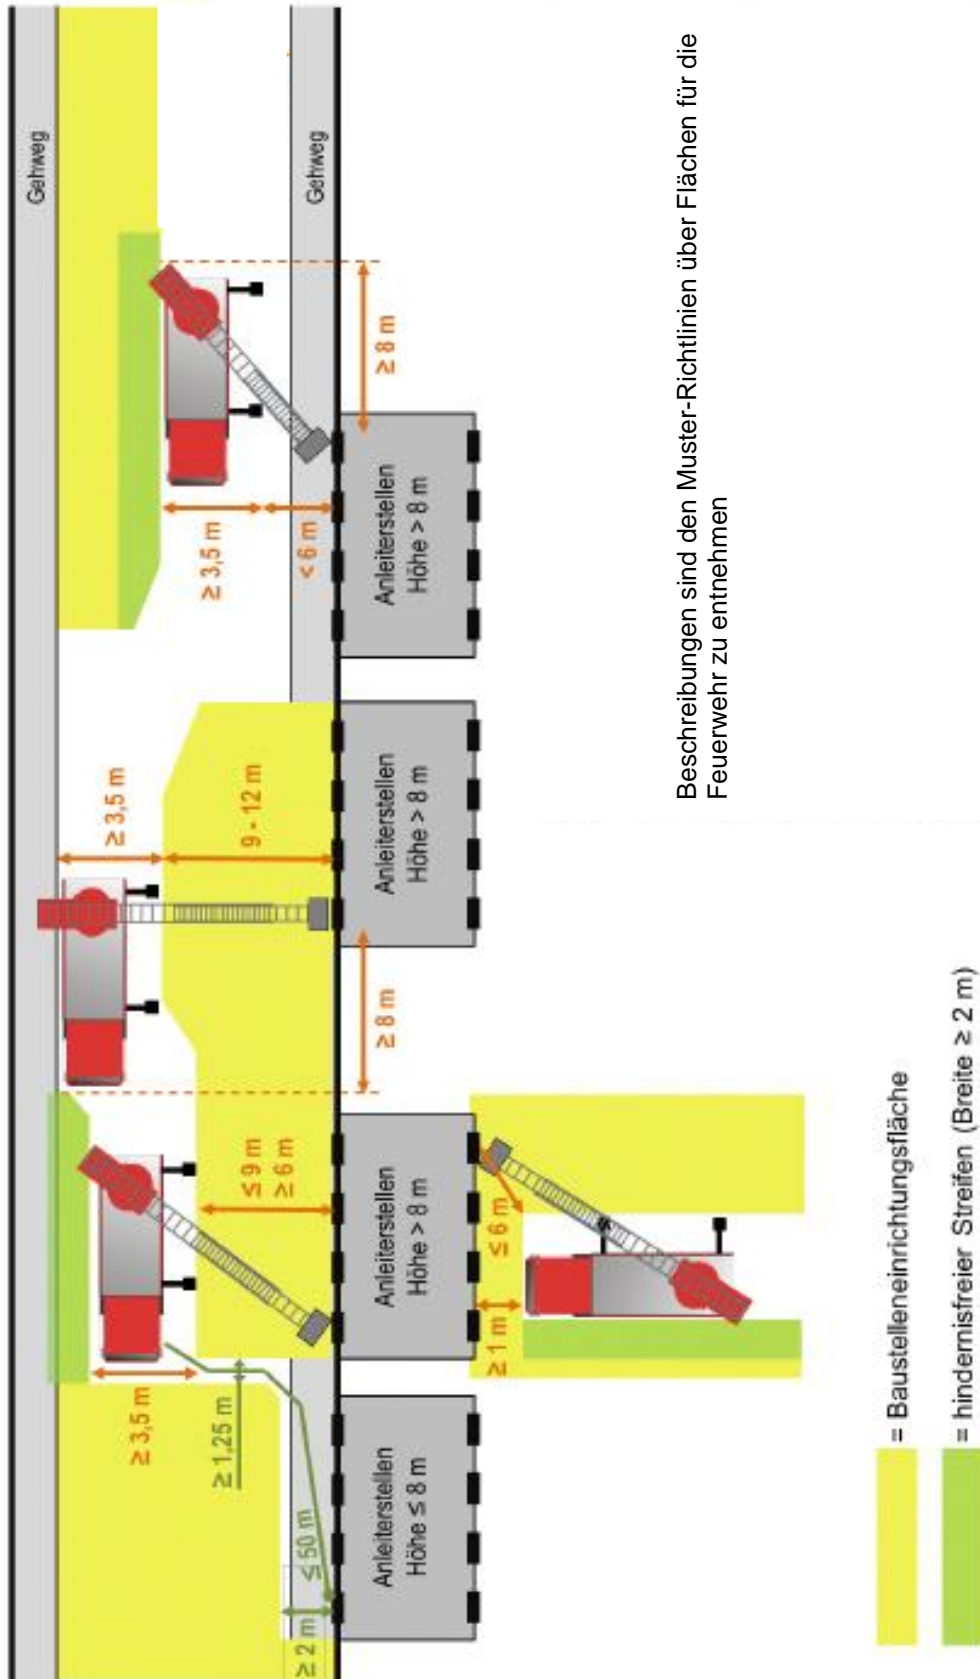 Gehweg
≥ 3,5 m
≥ 3,5 m
≥ 3,5 m
≥ 1,25 m
≤ 9 m
≥ 6 m
9 - 12 m
≥ 2 m
≤ 50 m
< 6 m
Gehweg
≥ 8 m
≥ 8 m
Anleiterstellen
Höhe ≤ 8 m
Anleiterstellen
Höhe > 8 m
Anleiterstellen
Höhe > 8 m
Anleiterstellen
Höhe > 8 m
≥ 1 m
≤ 6 m
Beschreibungen sind den Muster-Richtlinien über Flächen für die
Feuerwehr zu entnehmen
= Baustelleneinrichtungsfläche
= hindernisfreier Streifen (Breite ≥ 2 m)